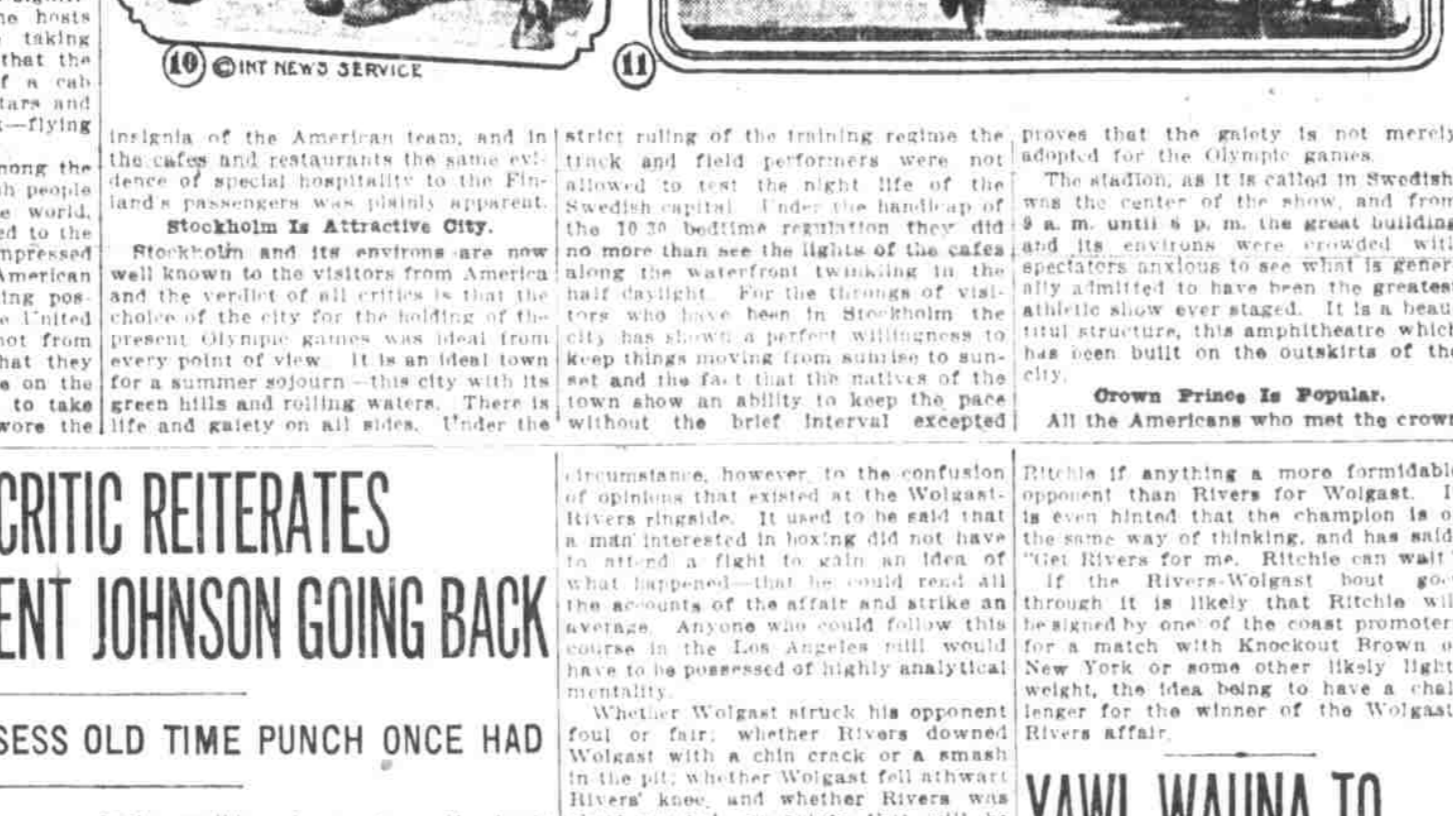 he hosts
taking
that the
f a cab
tars and
—flying
mong the
h people
e world,
ed to the
mpressed
American
ing pos-
e United
not from
hat they
e on the
to take
wore the
10 © INT NEWS SERVICE
11
insignia of the American team, and in
the cafes and restaurants the same evi-
dence of special hospitality to the Fin-
land's passengers was plainly apparent.
Stockholm Is Attractive City.
Stockholm and its environs are now
well known to the visitors from America
and the verdict of all critics is that the
choice of the city for the holding of the
present Olympic games was ideal from
every point of view. It is an ideal town
for a summer sojourn—this city with its
green hills and rolling waters. There is
life and gaiety on all sides. Under the
strict ruling of the training regime the
track and field performers were not
allowed to test the night life of the
Swedish capital. Under the handicap of
the 10:30 bedtime regulation they did
no more than see the lights of the cafes
along the waterfront twinkling in the
half daylight. For the throngs of visi-
tors who have been in Stockholm the
city has shown a perfect willingness to
keep things moving from sunrise to sun-
set and the fact that the natives of the
town show an ability to keep the pace
without the brief interval excepted
proves that the gaiety is not merely
adopted for the Olympic games.
The stadion, as it is called in Swedish
was the center of the show, and from
9 a. m. until 6 p. m. the great building
and its environs were crowded with
spectators anxious to see what is gener
ally admitted to have been the greatest
athletic show ever staged. It is a beau
tiful structure, this amphitheatre which
has been built on the outskirts of the
city.
Crown Prince Is Popular.
All the Americans who met the crow
CRITIC REITERATES
ENT JOHNSON GOING BACK
SESS OLD TIME PUNCH ONCE HAD
circumstance, however, to the confusion
of opinions that existed at the Wolgast-
Rivers ringside. It used to be said that
a man interested in boxing did not have
to attend a fight to gain an idea of
what happened—that he could read all
the accounts of the affair and strike an
average. Anyone who could follow this
course in the Los Angeles mill would
have to be possessed of highly analytical
mentality.
Whether Wolgast struck his opponent
foul or fair; whether Rivers downed
Wolgast with a chin crack or a smash
in the pit; whether Wolgast fell athwart
Rivers' knee, and whether Rivers was
Ritchie if anything a more formidabl
opponent than Rivers for Wolgast. I
is even hinted that the champion is o
the same way of thinking, and has said
"Get Rivers for me. Ritchie can wait
If the Rivers-Wolgast bout goe
through it is likely that Ritchie wil
be signed by one of the coast promoter
for a match with Knockout Brown o
New York or some other likely light
weight, the idea being to have a chal
lenger for the winner of the Wolgast
Rivers affair.
YAWL WAUNA TO